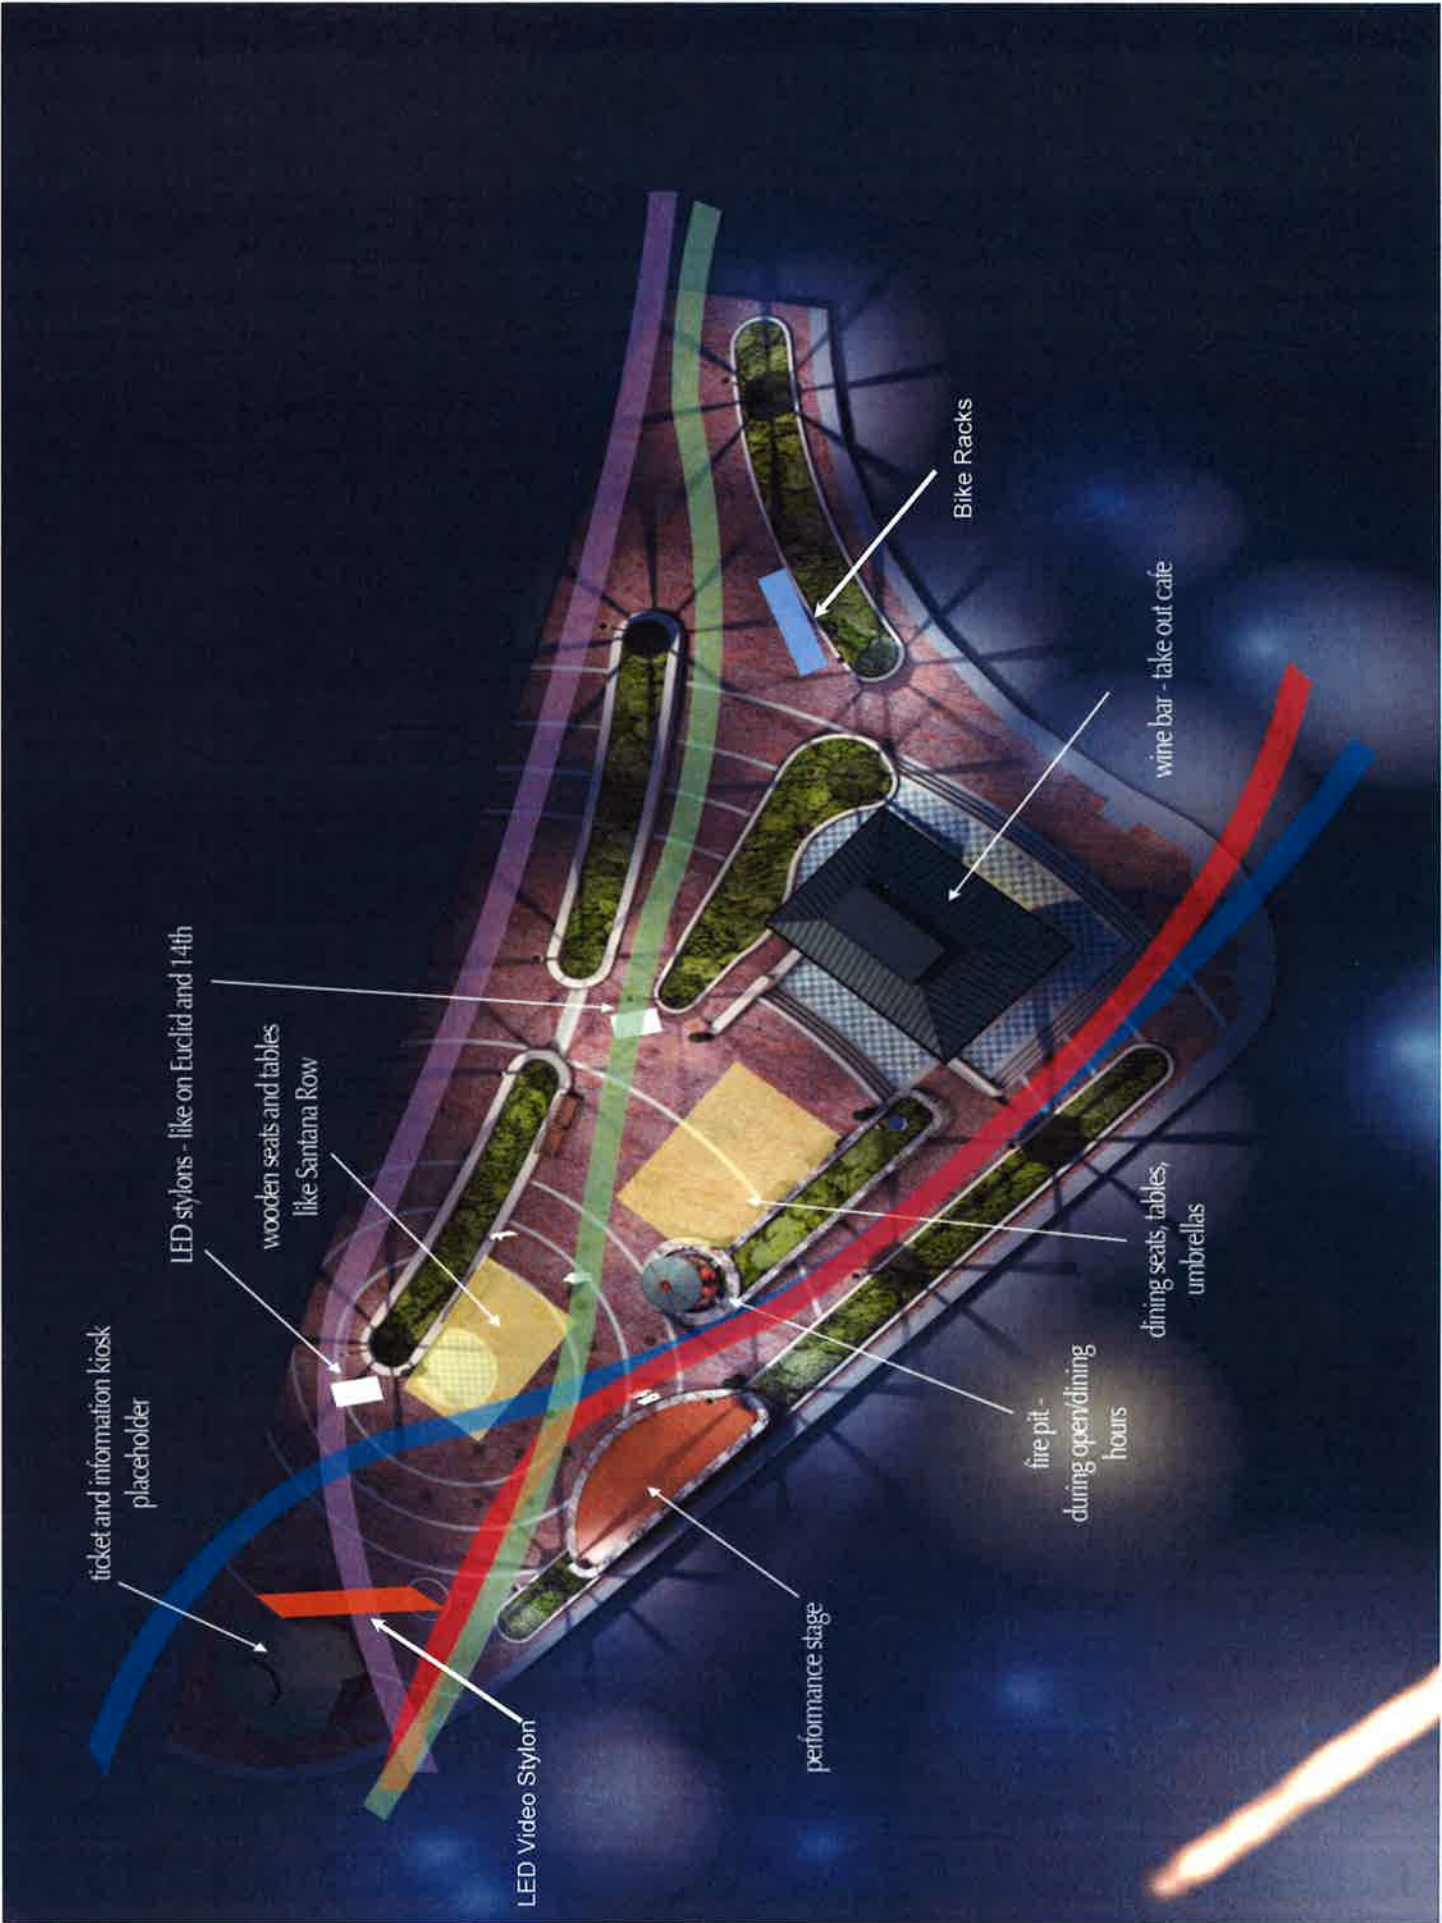 ticket and information kiosk
placeholder
LED stylons - like on Euclid and 14th
wooden seats and tables
like Santana Row
LED Video Stylon
performance stage
fire pit -
during open/dining
hours
dining seats, tables,
umbrellas
wine bar - take out cafe
Bike Racks